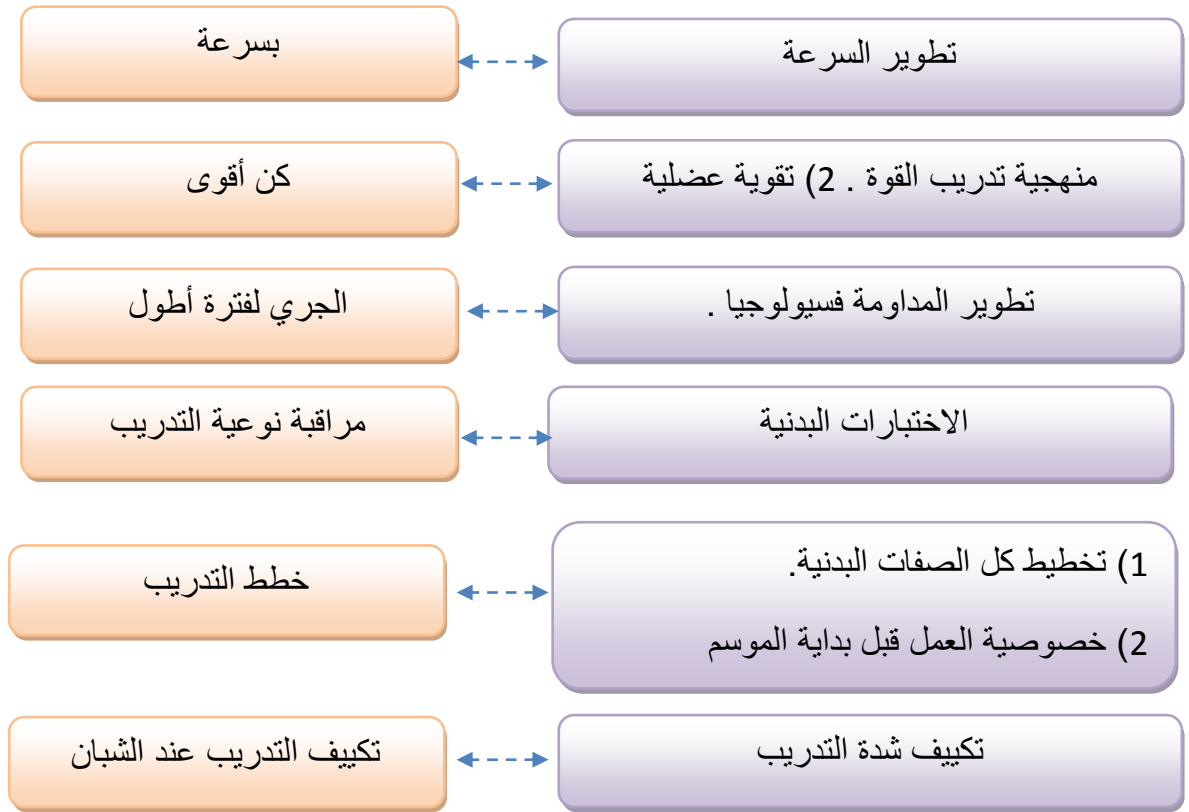 تطوير السرعة
بسرعة
منهجية تدريب القوة . 2) تقوية عضلية
كن أقوى
تطوير المداومة فسيولوجيا .
الجري لفترة أطول
الاختبارات البدنية
مراقبة نوعية التدريب
1) تخطيط كل الصفات البدنية.
2) خصوصية العمل قبل بداية الموسم
خطط التدريب
تكييف شدة التدريب
تكييف التدريب عند الشبان